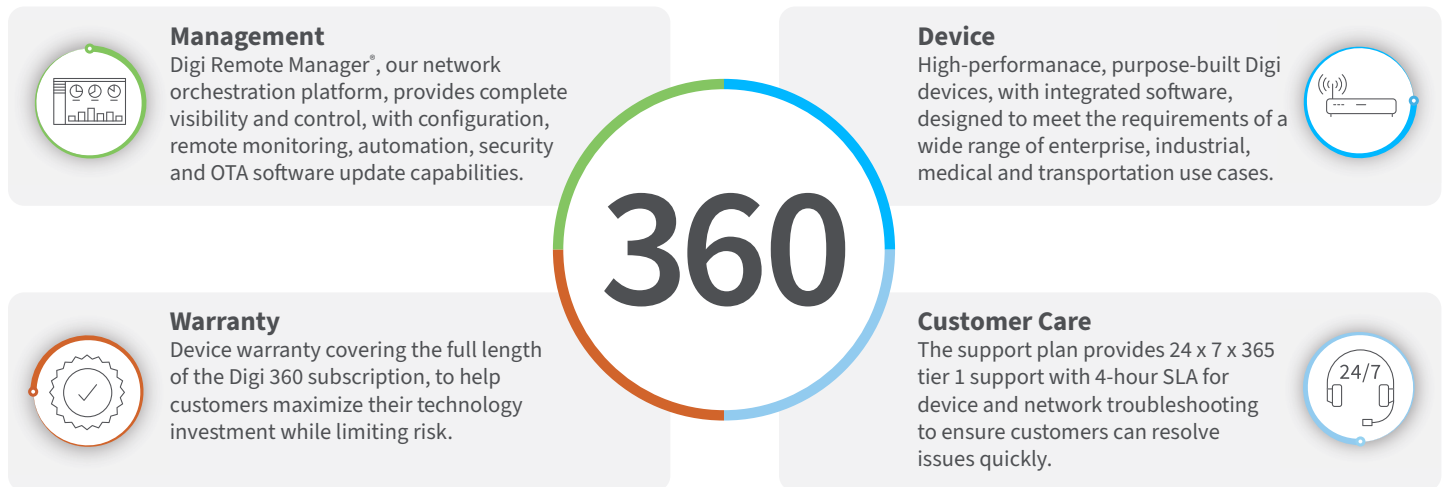 Management
Digi Remote Manager®, our network
orchestration platform, provides complete
visibility and control, with configuration,
remote monitoring, automation, security
and OTA software update capabilities.
Device
High-performanace, purpose-built Digi
devices, with integrated software,
designed to meet the requirements of a
wide range of enterprise, industrial,
medical and transportation use cases.
360
Warranty
Device warranty covering the full length
of the Digi 360 subscription, to help
customers maximize their technology
investment while limiting risk.
Customer Care
The support plan provides 24 x 7 x 365
tier 1 support with 4-hour SLA for
device and network troubleshooting
to ensure customers can resolve
issues quickly.
24/7